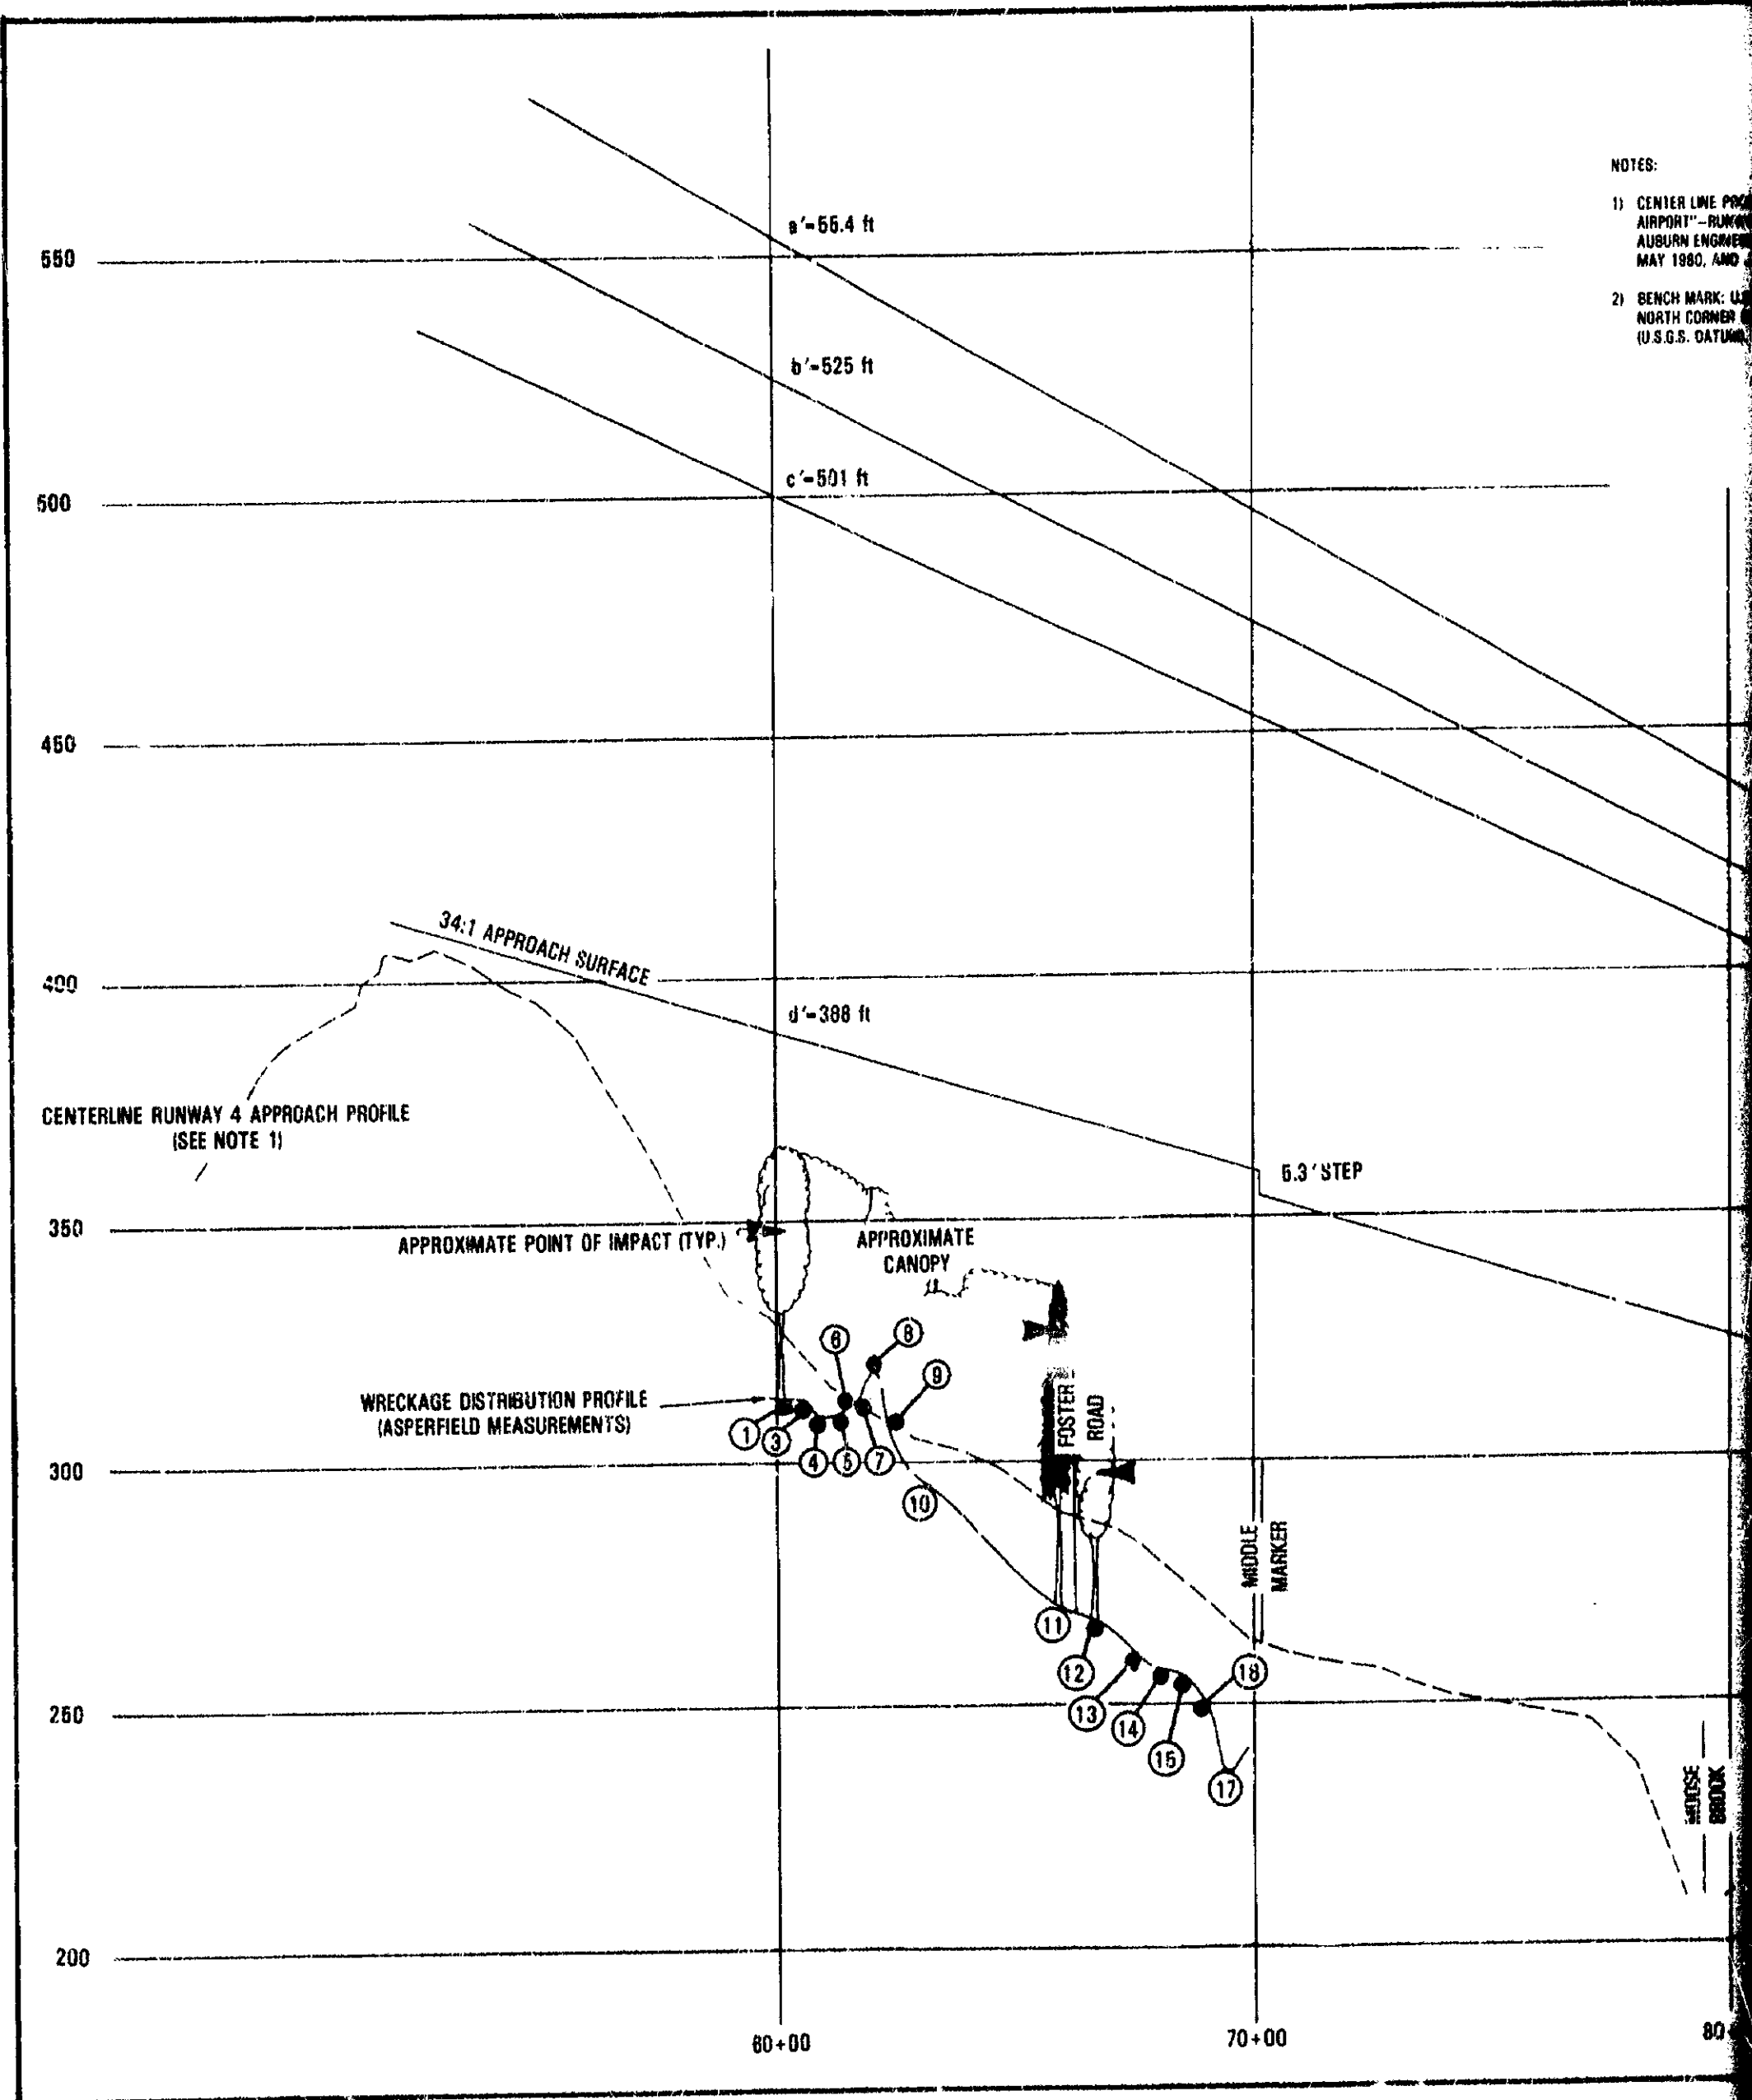 NOTES:
1) CENTER LINE
AIRPORT"-
AUBURN
MAY 1980, AND
2) BENCH MARK:
NORTH CORNER
(U.S.G.S.
a'-55.4 ft
550
b'-525 ft
c'-501 ft
500
450
34:1 APPROACH SURFACE
400
d'-388 ft
CENTERLINE RUNWAY 4 APPROACH PROFILE
(SEE NOTE 1)
5.3' STEP
350
APPROXIMATE POINT OF IMPACT (TYP.)
APPROXIMATE
CANOPY
6
8
9
WRECKAGE DISTRIBUTION PROFILE
(ASPERFIELD MEASUREMENTS)
FOSTER
ROAD
1
3
4
5
7
300
10
MIDDLE
MARKER
11
12
18
13
14
15
250
17
MOOSE
BROOK
200
60+00
70+00
80